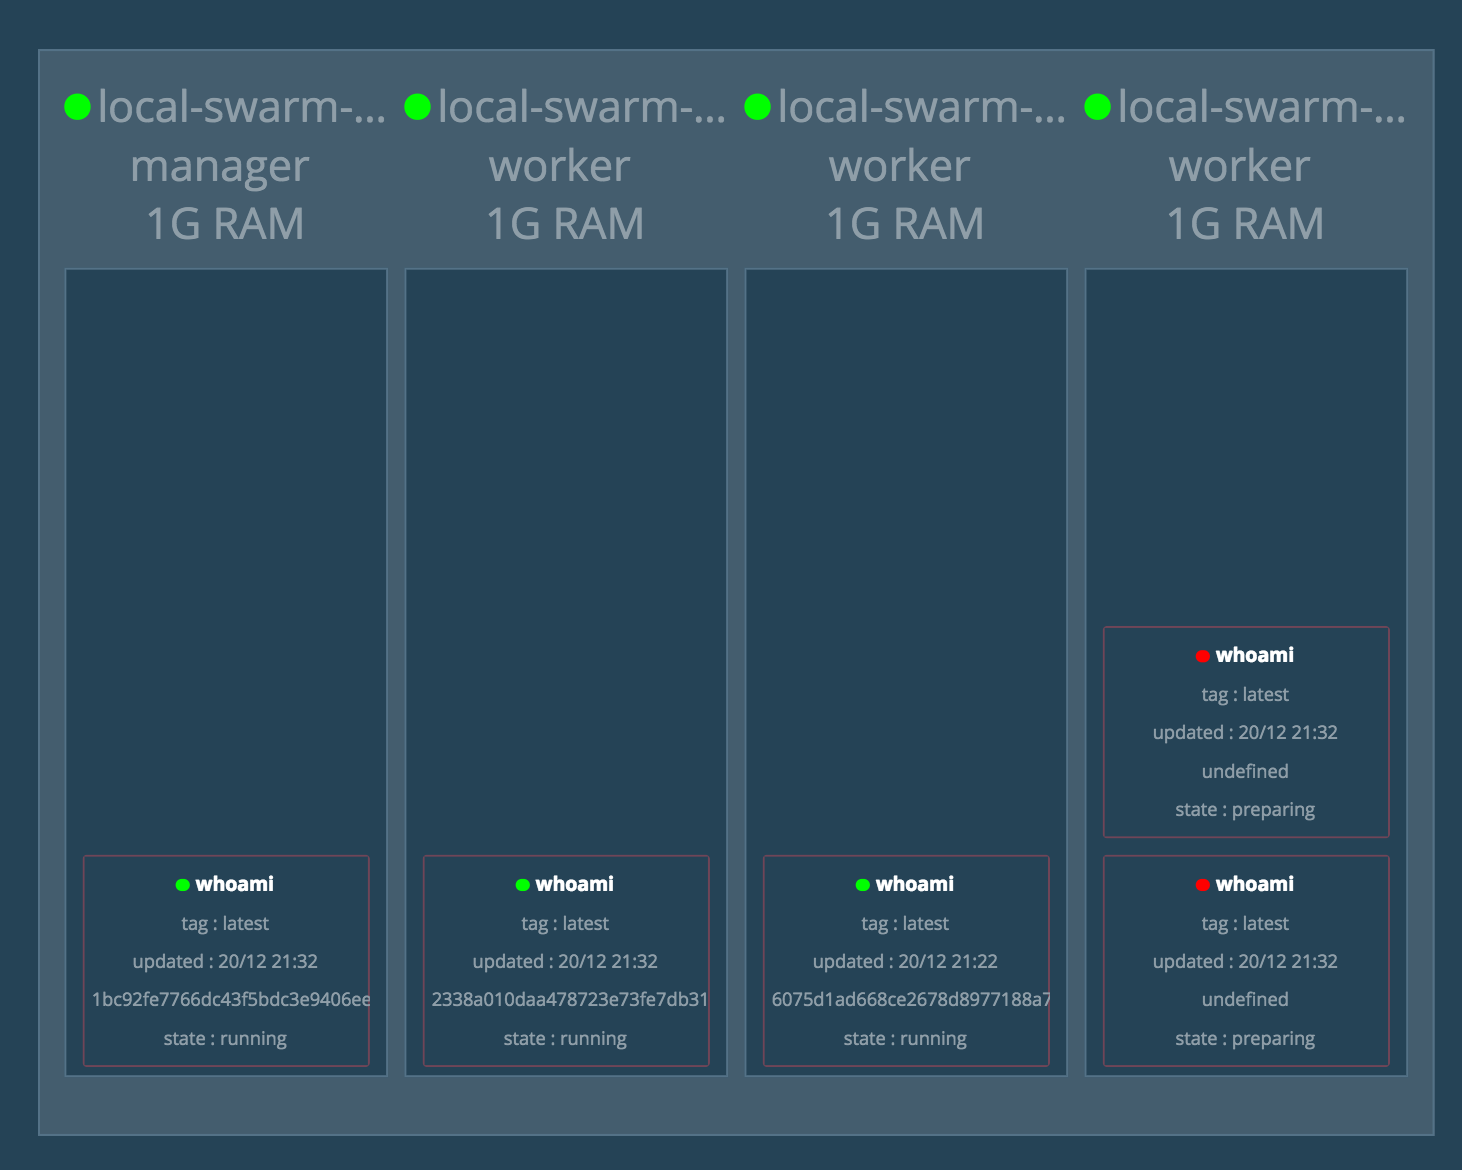 local-swarm-...
manager
1G RAM
whoami
tag : latest
updated : 20/12 21:32
1bc92fe7766dc43f5bdc3e9406ee
state : running
local-swarm-...
worker
1G RAM
whoami
tag : latest
updated : 20/12 21:32
2338a010daa478723e73fe7db31
state : running
local-swarm-...
worker
1G RAM
whoami
tag : latest
updated : 20/12 21:22
6075d1ad668ce2678d8977188a7
state : running
local-swarm-...
worker
1G RAM
whoami
tag : latest
updated : 20/12 21:32
undefined
state : preparing
whoami
tag : latest
updated : 20/12 21:32
undefined
state : preparing